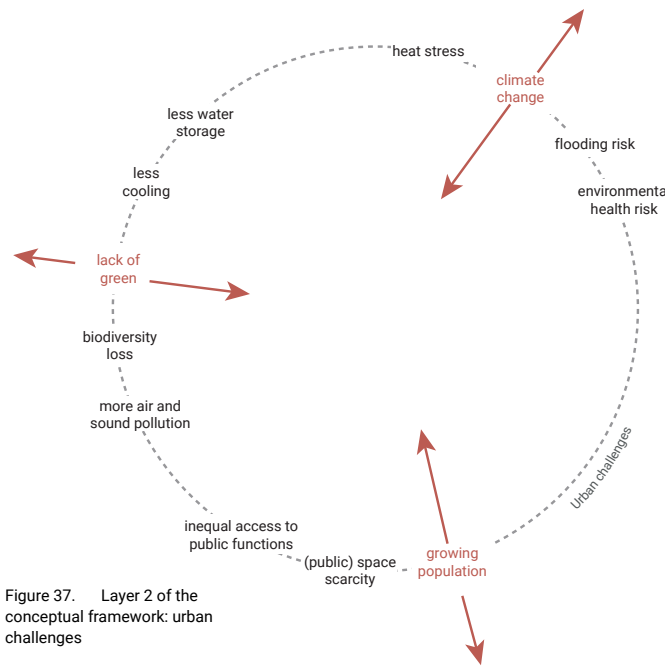 heat stress
climate
change
less water
storage
flooding risk
less
cooling
environmenta
health risk
lack of
green
biodiversity
loss
more air and
sound pollution
Urban challenges
inequal access to
public functions
(public) space
scarcity
growing
population
Figure 37. Layer 2 of the
conceptual framework: urban
challenges